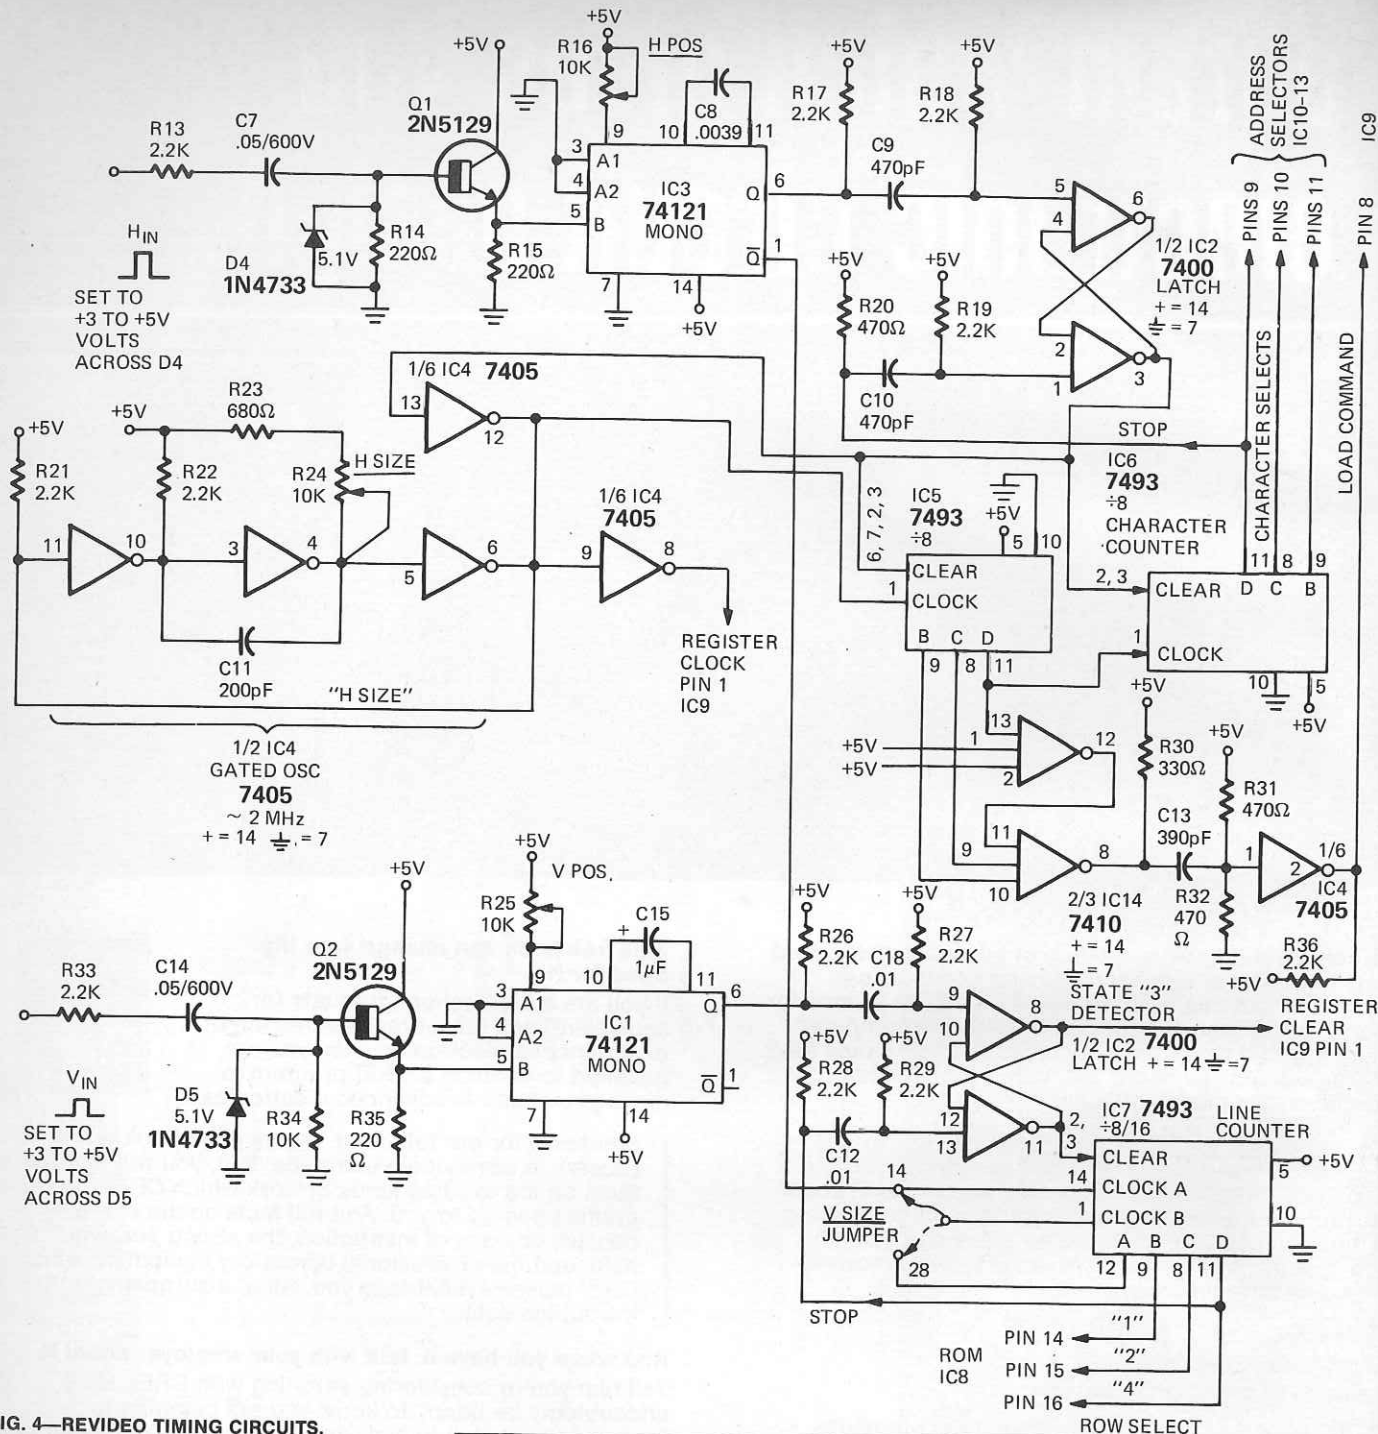 +5V
R16
10K
H POS
+5V
Q1
2N5129
R13
2.2K
C7
.05/600V
9
10
C8
.0039
11
3
A1
4
A2
5
B
IC3
74121
MONO
Q
6
Q
1
7
14
+5V
R14
220Ω
R15
220Ω
5.1V
D4
1N4733
HIN
SET TO
+3 TO +5V
VOLTS
ACROSS D4
+5V
R17
2.2K
+5V
R18
2.2K
C9
470pF
5
4
6
1/2 IC2
7400
LATCH
+ = 14
= 7
+5V
R20
470Ω
+5V
R19
2.2K
C10
470pF
2
1
3
STOP
ADDRESS
SELECTORS
IC10-13
PINS 9
PINS 10
PINS 11
IC9
PIN 8
CHARACTER SELECTS
LOAD COMMAND
1/6 IC4 7405
13
12
+5V
R21
2.2K
+5V
R23
680Ω
R22
2.2K
R24
10K
H SIZE
11
10
3
4
5
6
C11
200pF
"H SIZE"
1/6 IC4
7405
9
8
REGISTER
CLOCK
PIN 1
IC9
1/2 IC4
GATED OSC
7405
~ 2 MHz
+ = 14 = 7
6, 7, 2, 3
IC5
7493
÷8
+5V
5
10
CLEAR
1
CLOCK
B C D
9 8 11
IC6
7493
÷8
CHARACTER
COUNTER
11 8 9
2, 3
CLEAR D C B
1
CLOCK
10
5
+5V
+5V
+5V
13
1
2
12
11
9
10
8
2/3 IC14
7410
+ = 14
= 7
STATE "3"
DETECTOR
+5V
R30
330Ω
+5V
R31
470Ω
C13
390pF
R32
470
Ω
1
2
1/6
IC4
7405
R36
2.2K
+5V
REGISTER
CLEAR
IC9 PIN 1
+5V
V POS.
R25
10K
+
C15
1µF
+5V
Q2
2N5129
R33
2.2K
C14
.05/600V
9
10
11
3
A1
4
A2
5
B
IC1
74121
MONO
Q
6
Q
1
7
14
+5V
VIN
SET TO
+3 TO +5V
VOLTS
ACROSS D5
D5
5.1V
1N4733
R34
10K
R35
220
Ω
+5V
R26
2.2K
+5V
R27
2.2K
C18
.01
+5V
R28
2.2K
+5V
R29
2.2K
C12
.01
9
10
8
12
13
11
1/2 IC2 7400
LATCH + = 14 =7
IC7 7493
÷8/16
LINE
COUNTER
2,
3
CLEAR
14
CLOCK A
1
CLOCK B
A B C D
12 9 8 11
5
+5V
10
14
V SIZE
JUMPER
28
STOP
ROM
IC8
PIN 14
"1"
PIN 15
"2"
PIN 16
"4"
ROW SELECT
IG. 4—REVIDEO TIMING CIRCUITS.